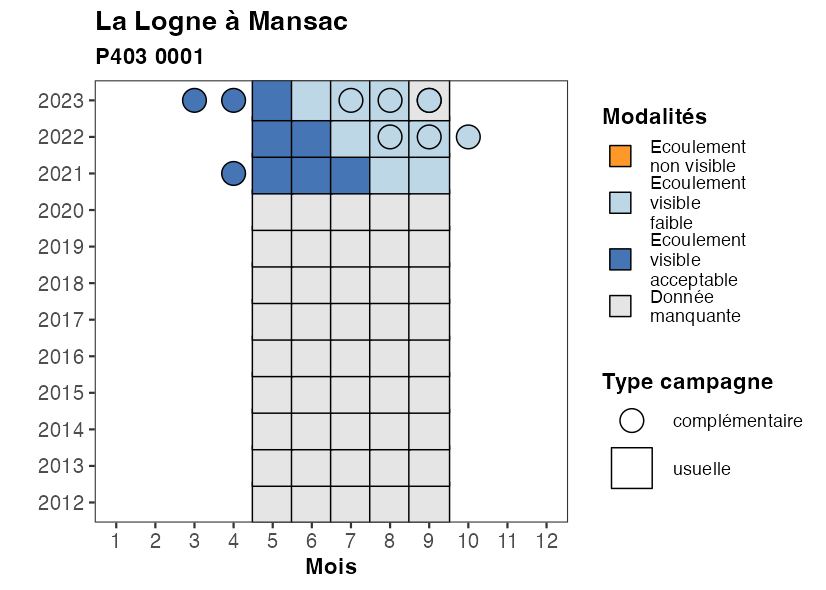 La Logne à Mansac
P403 0001
2023
2022
2021
2020
2019
2018
2017
2016
2015
2014
2013
2012
1 2 3 4 5 6 7 8 9 10 11 12
Mois
Modalités
Ecoulement
non visible
Ecoulement
visible
faible
Ecoulement
visible
acceptable
Donnée
manquante
Type campagne
complémentaire
usuelle